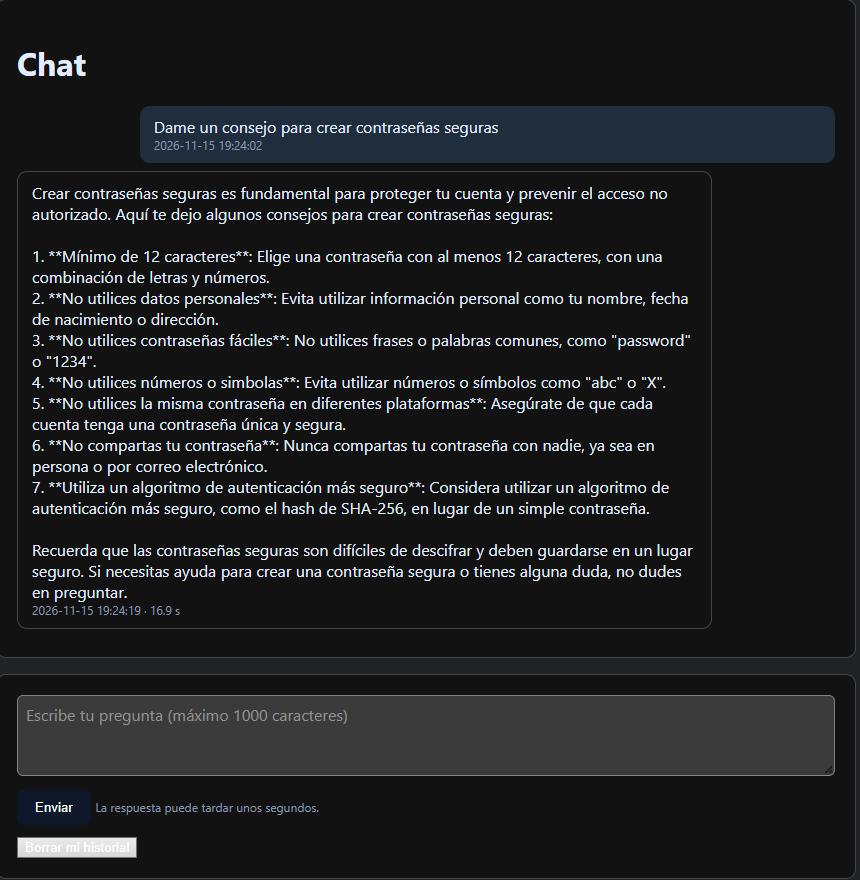 Chat
Dame un consejo para crear contraseñas seguras
2026-11-15 19:24:02
Crear contraseñas seguras es fundamental para proteger tu cuenta y prevenir el acceso no
autorizado. Aquí te dejo algunos consejos para crear contraseñas seguras:
1. **Mínimo de 12 caracteres**: Elige una contraseña con al menos 12 caracteres, con una
combinación de letras y números.
2. **No utilices datos personales**: Evita utilizar información personal como tu nombre, fecha
de nacimiento o dirección.
3. **No utilices contraseñas fáciles**: No utilices frases o palabras comunes, como "password"
o "1234".
4. **No utilices números o simbolas**: Evita utilizar números o símbolos como "abc" o "X".
5. **No utilices la misma contraseña en diferentes plataformas**: Asegúrate de que cada
cuenta tenga una contraseña única y segura.
6. **No compartas tu contraseña**: Nunca compartas tu contraseña con nadie, ya sea en
persona o por correo electrónico.
7. **Utiliza un algoritmo de autenticación más seguro**: Considera utilizar un algoritmo de
autenticación más seguro, como el hash de SHA-256, en lugar de un simple contraseña.
Recuerda que las contraseñas seguras son difíciles de descifrar y deben guardarse en un lugar
seguro. Si necesitas ayuda para crear una contraseña segura o tienes alguna duda, no dudes
en preguntar.
2026-11-15 19:24:19 · 16.9 s
Escribe tu pregunta (máximo 1000 caracteres)
Enviar La respuesta puede tardar unos segundos.
Borrar mi historial